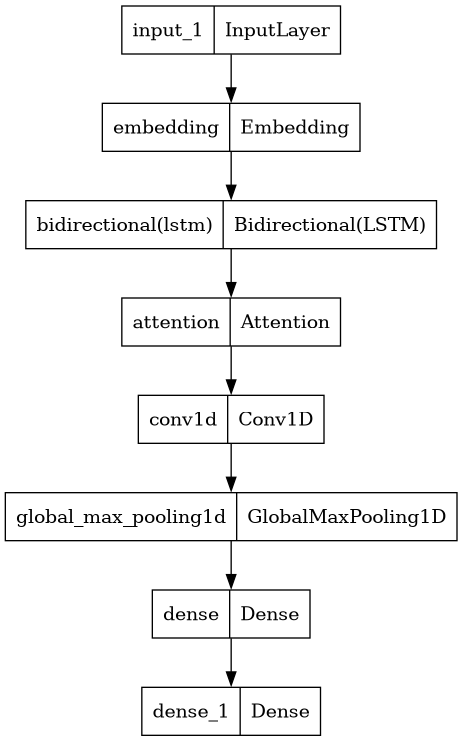 input_1 InputLayer
embedding Embedding
bidirectional(lstm) Bidirectional(LSTM)
attention Attention
conv1d Conv1D
global_max_pooling1d GlobalMaxPooling1D
dense Dense
dense_1 Dense